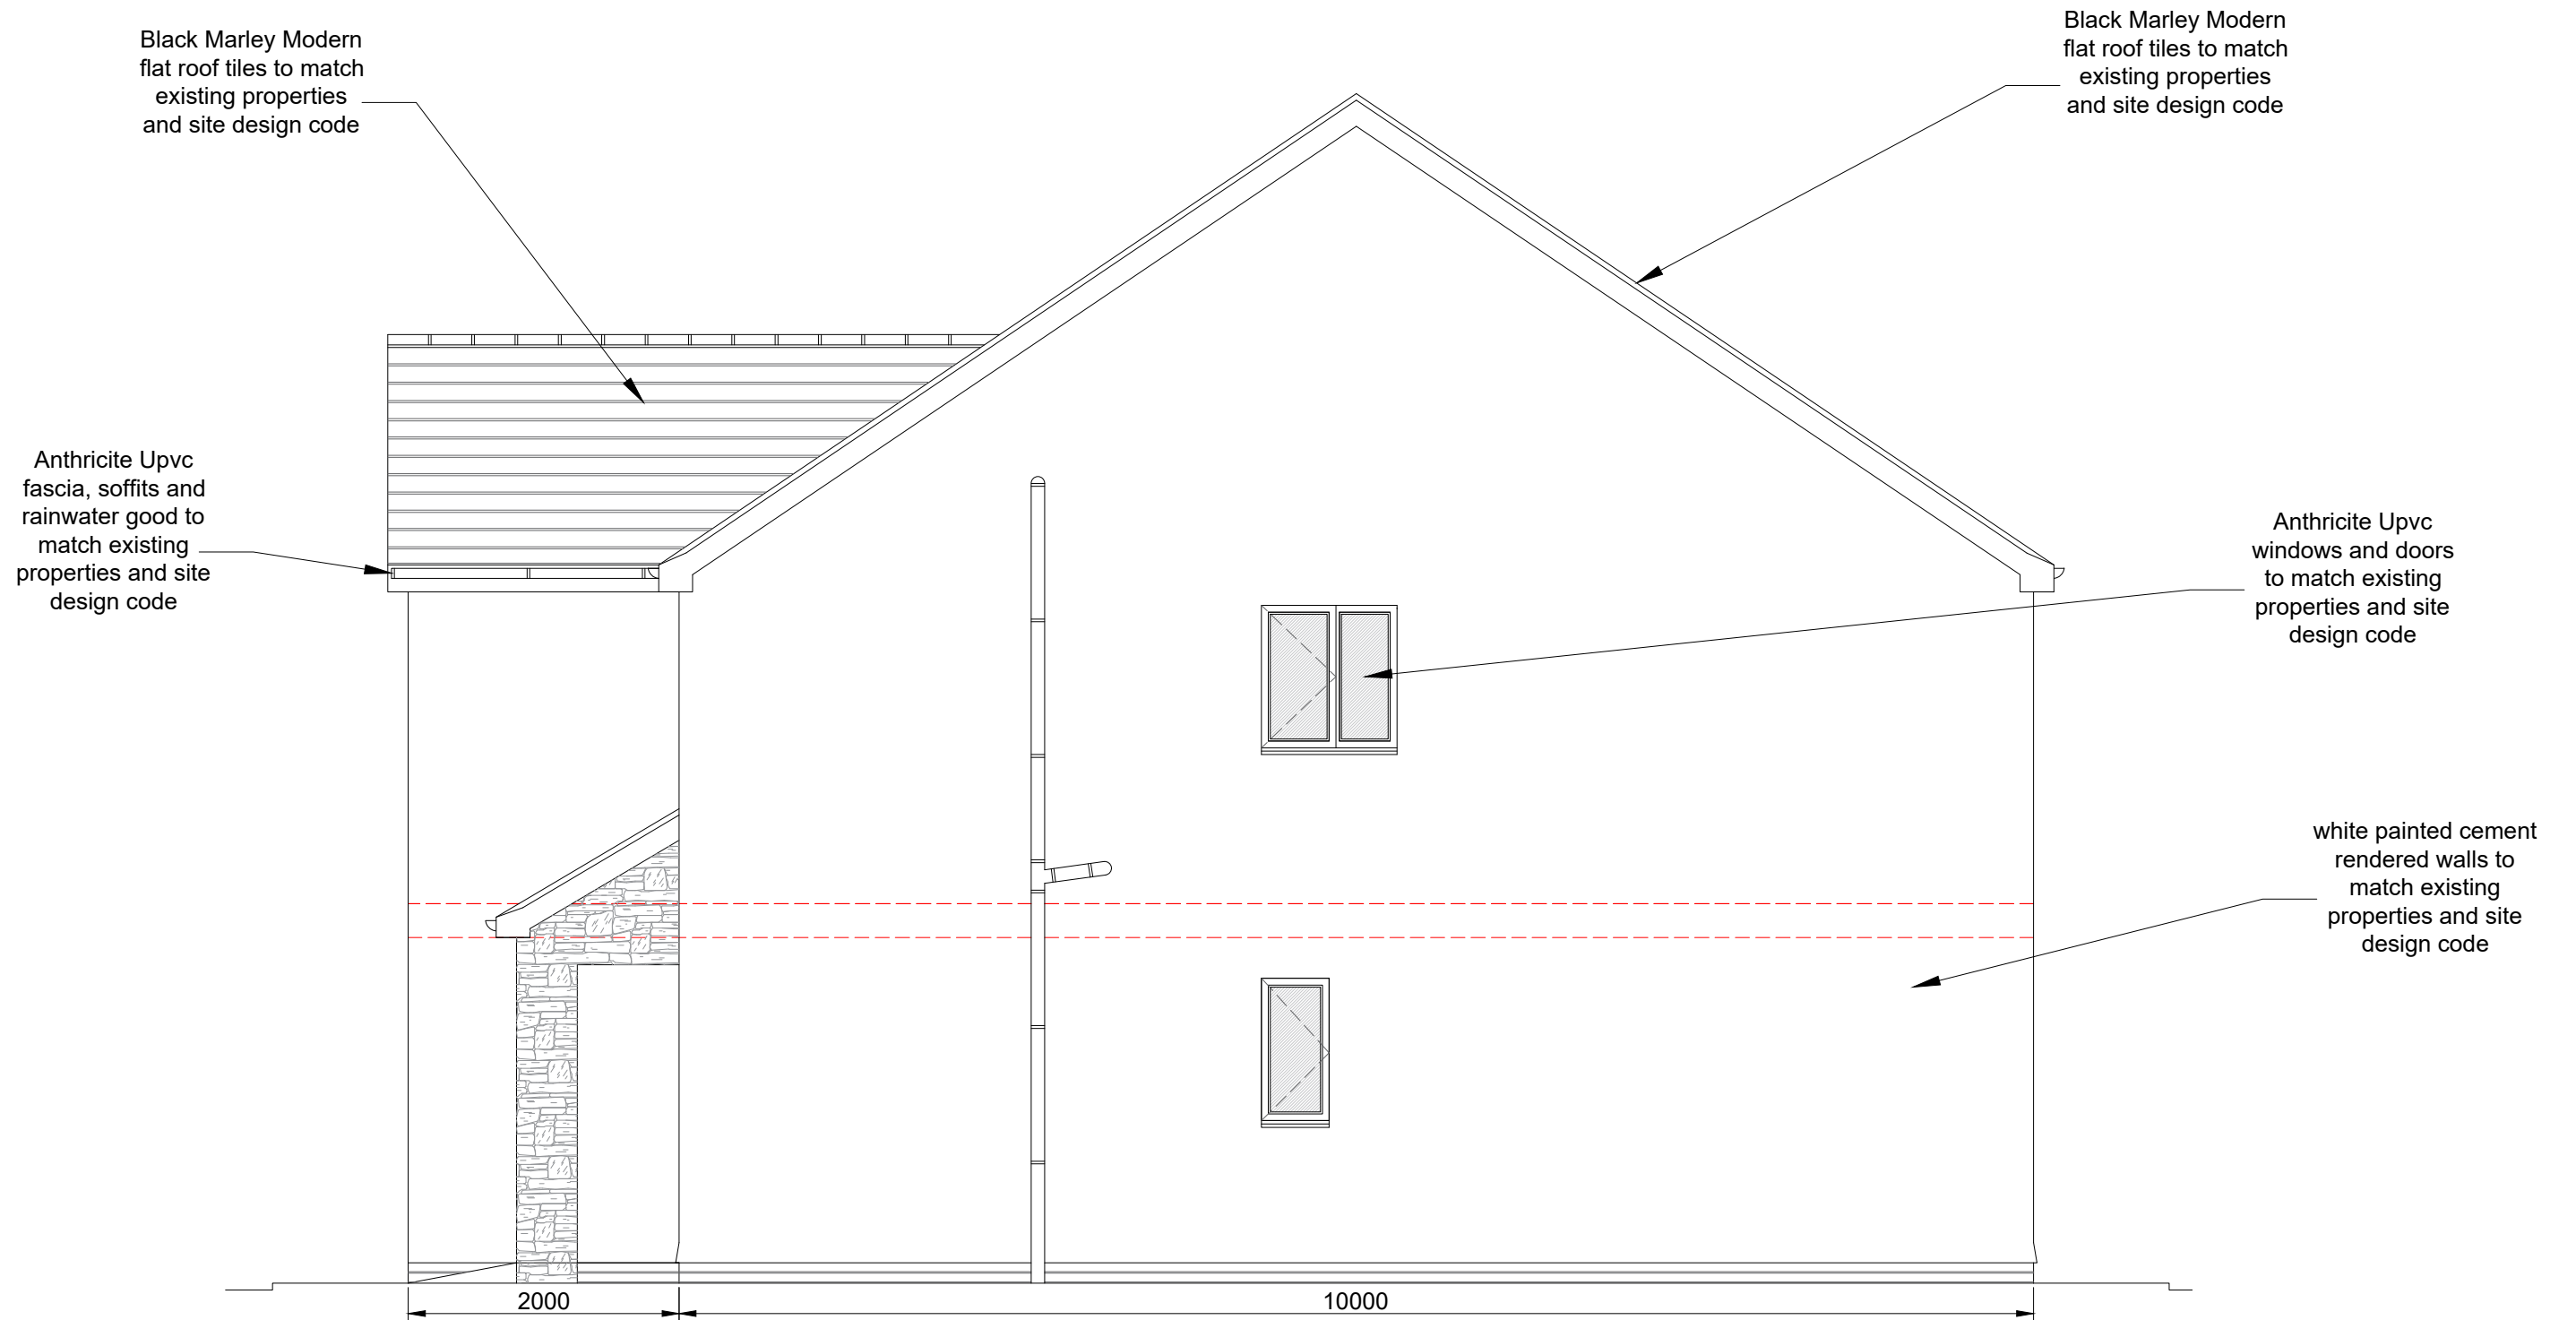 Black Marley Modern
flat roof tiles to match
existing properties
and site design code
Black Marley Modern
flat roof tiles to match
existing properties
and site design code
Anthricite Upvc
fascia, soffits and
rainwater good to
match existing
properties and site
design code
Anthricite Upvc
windows and doors
to match existing
properties and site
design code
white painted cement
rendered walls to
match existing
properties and site
design code
2000
10000